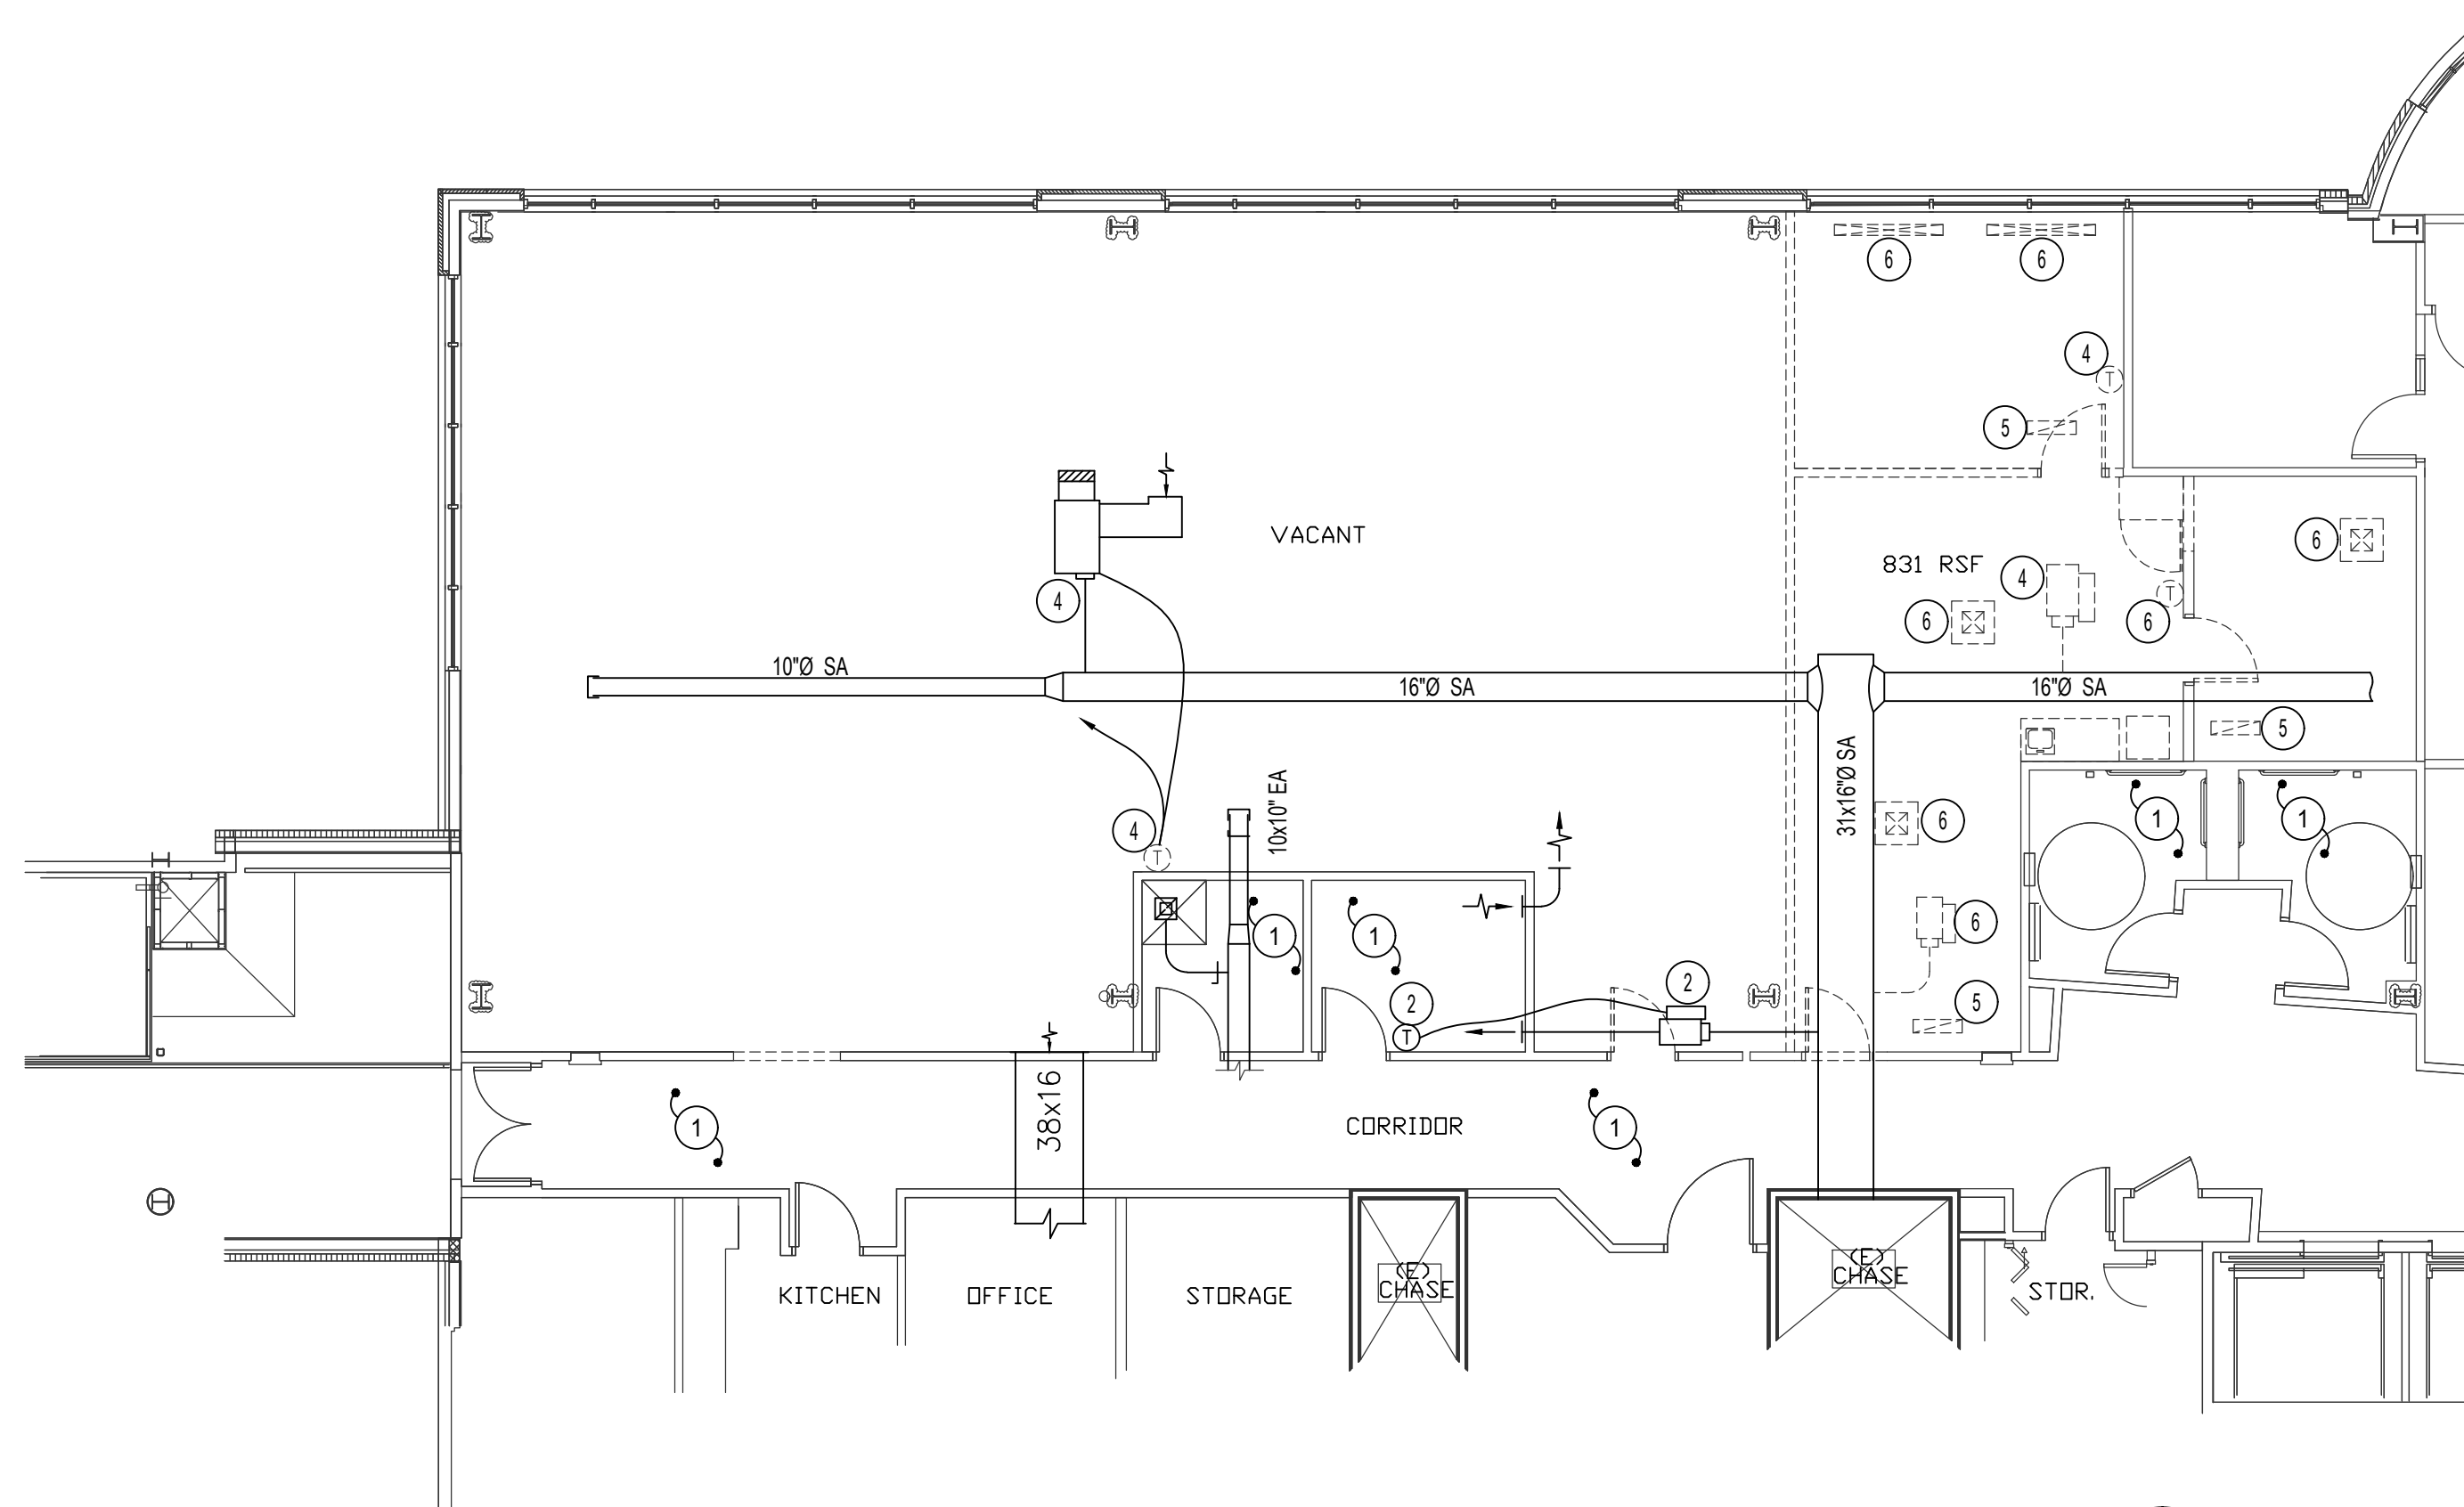 6
6
4
T
5
VACANT
6
831 RSF
4
T
4
6
6
10"Ø SA
16"Ø SA
16"Ø SA
5
31x16"Ø SA
10x10" EA
4
T
6
1
1
1
1
6
2
2
T
5
38x16
1
CORRIDOR
1
KITCHEN
OFFICE
STORAGE
(E)
CHASE
(E)
CHASE
STOR.